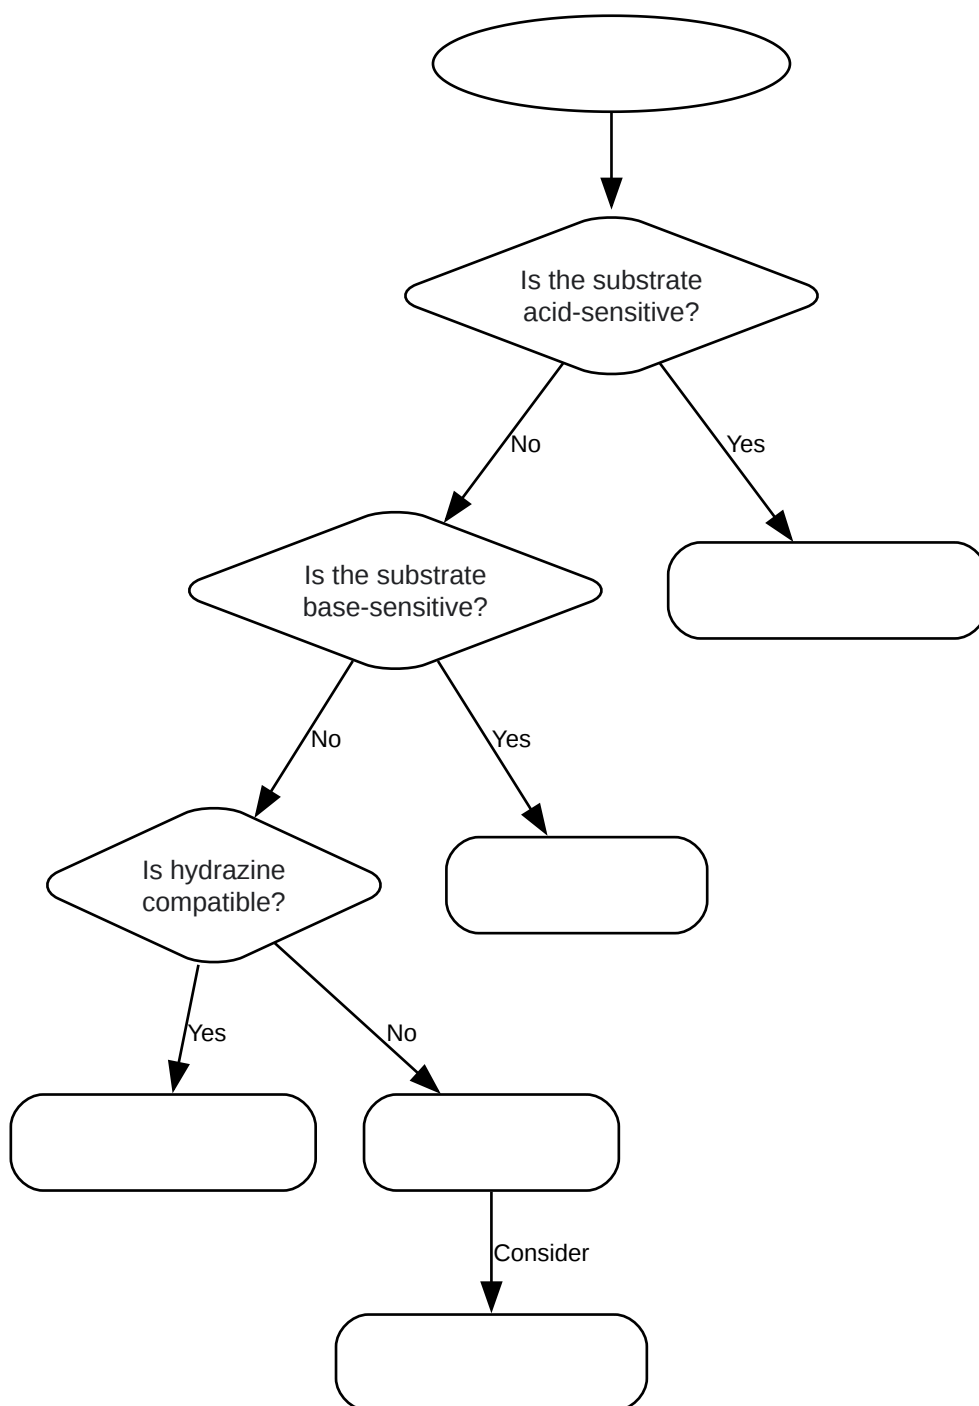 Is the substrate
acid-sensitive?
No
Yes
Is the substrate
base-sensitive?
No
Yes
Is hydrazine
compatible?
Yes
No
Consider